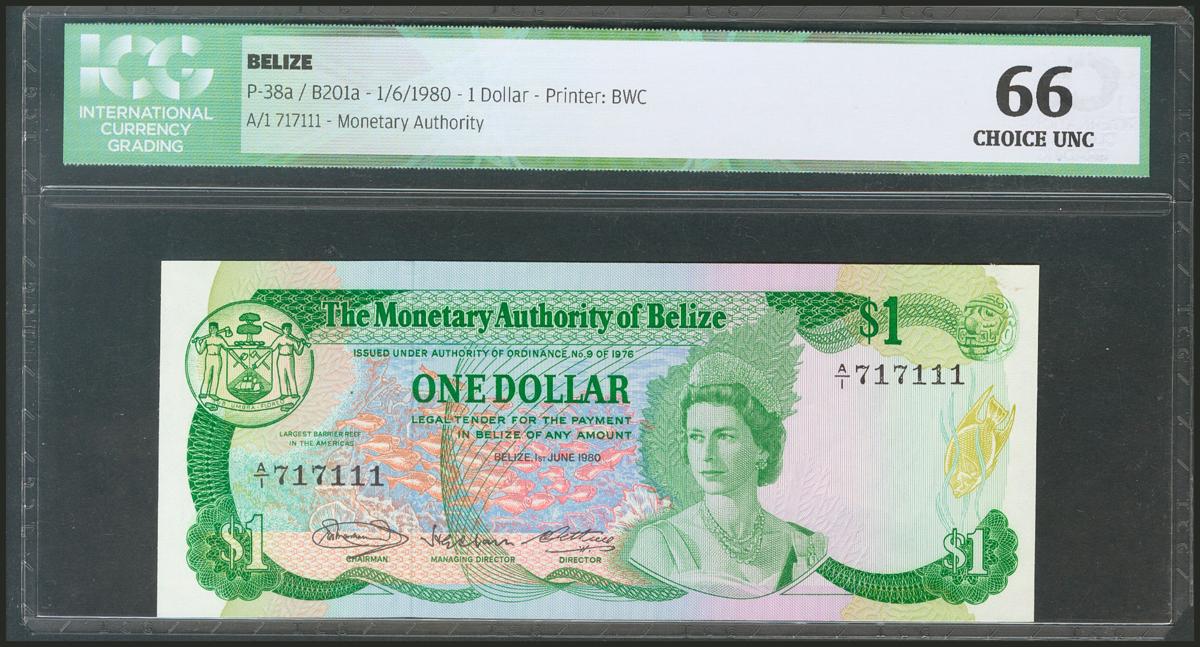 ICG
INTERNATIONAL
CURRENCY
GRADING
BELIZE
P-38a / B201a - 1/6/1980 - 1 Dollar - Printer: BWC
A/1 717111 - Monetary Authority
66
CHOICE UNC
The Monetary Authority of Belize
$1
ISSUED UNDER AUTHORITY OF ORDINANCE, No. 9 OF 1976
ONE DOLLAR
A/1 717111
LEGAL TENDER FOR THE PAYMENT
IN BELIZE OF ANY AMOUNT
LARGEST BARRIER REEF
IN THE AMERICAS
BELIZE, 1ST JUNE 1980
A/1 717111
SUB UMBRA FLOREO
$1
CHAIRMAN
MANAGING DIRECTOR
DIRECTOR
$1